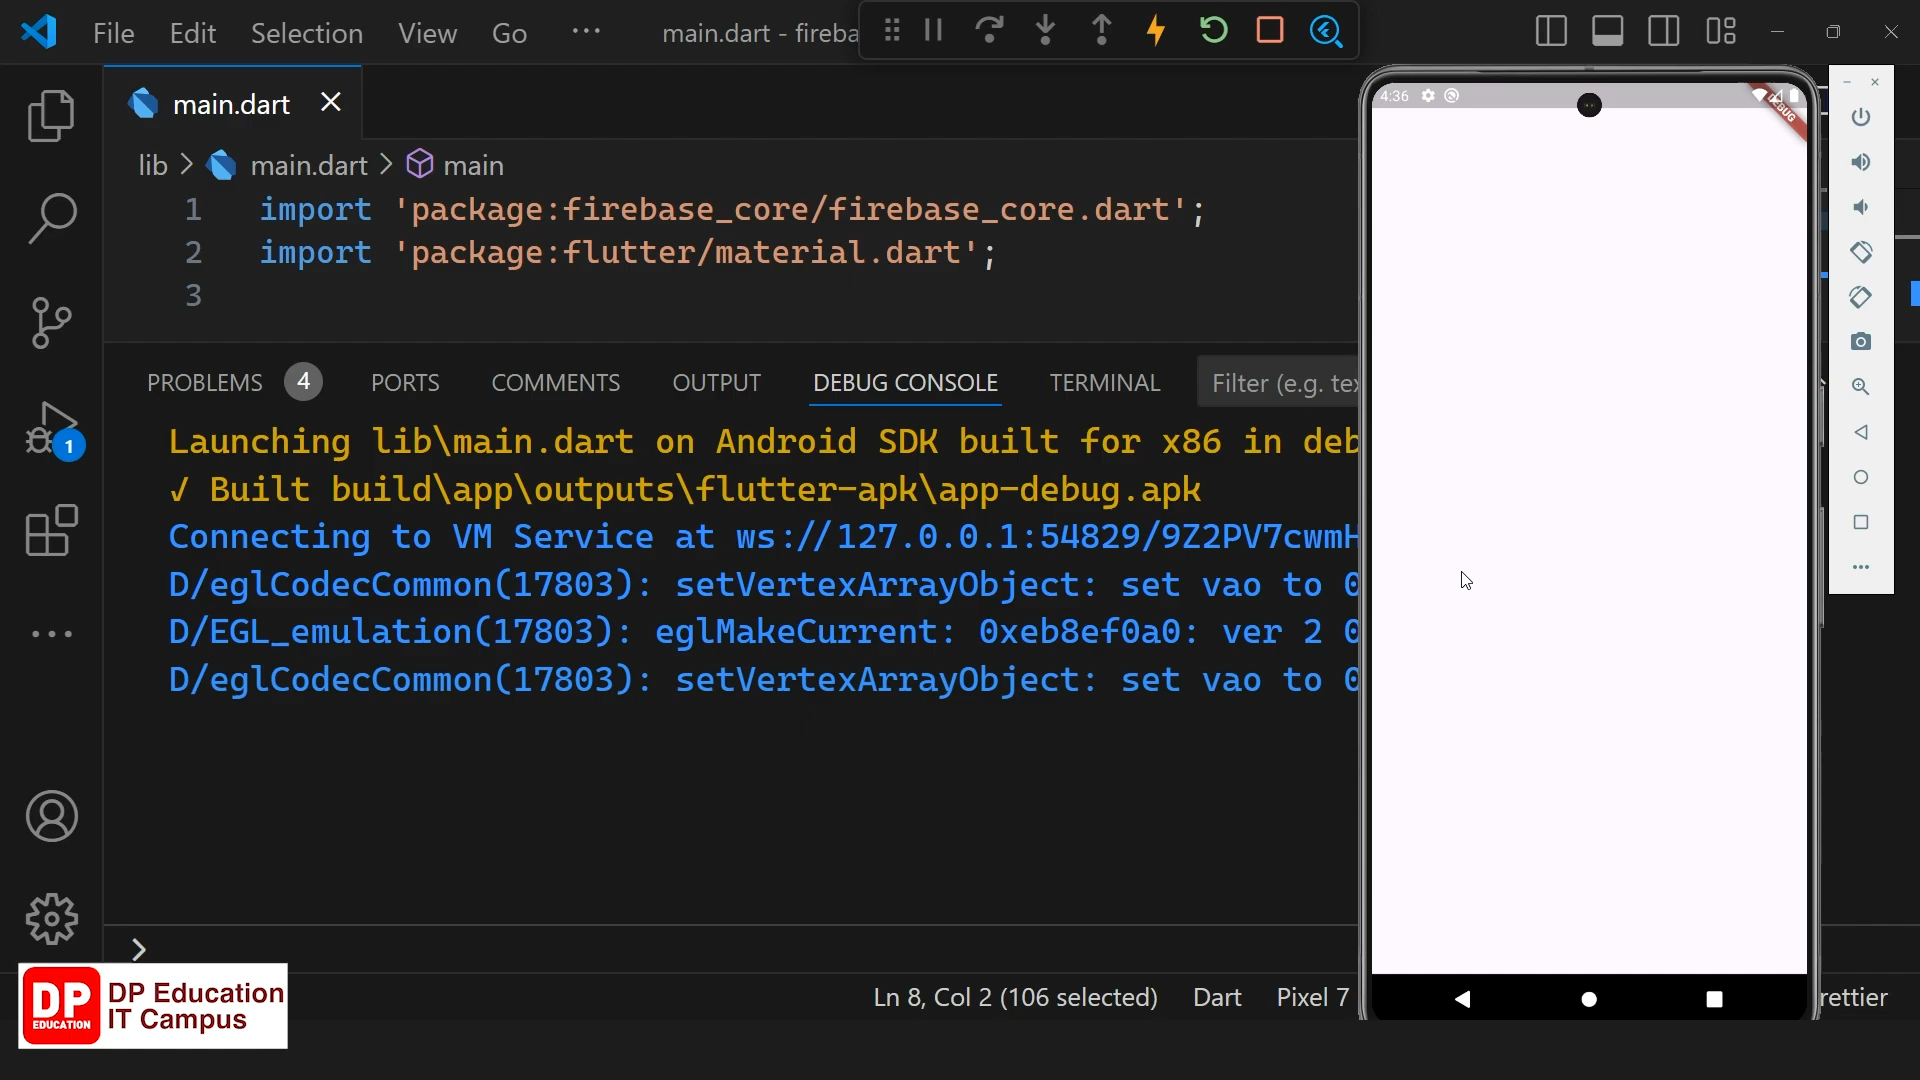 File Edit Selection View Go ··· main.dart - fireba
main.dart
lib > main.dart > main
1 import 'package:firebase_core/firebase_core.dart';
2 import 'package:flutter/material.dart';
3
PROBLEMS 4 PORTS COMMENTS OUTPUT DEBUG CONSOLE TERMINAL Filter (e.g. tex
Launching lib\main.dart on Android SDK built for x86 in deb
√ Built build\app\outputs\flutter-apk\app-debug.apk
Connecting to VM Service at ws://127.0.0.1:54829/9Z2PV7cwmH
D/eglCodecCommon(17803): setVertexArrayObject: set vao to 0
D/EGL_emulation(17803): eglMakeCurrent: 0xeb8ef0a0: ver 2 0
D/eglCodecCommon(17803): setVertexArrayObject: set vao to 0
1
>
Ln 8, Col 2 (106 selected) Dart Pixel 7 rettier
4:36
DEBUG
DP EDUCATION
DP Education
IT Campus